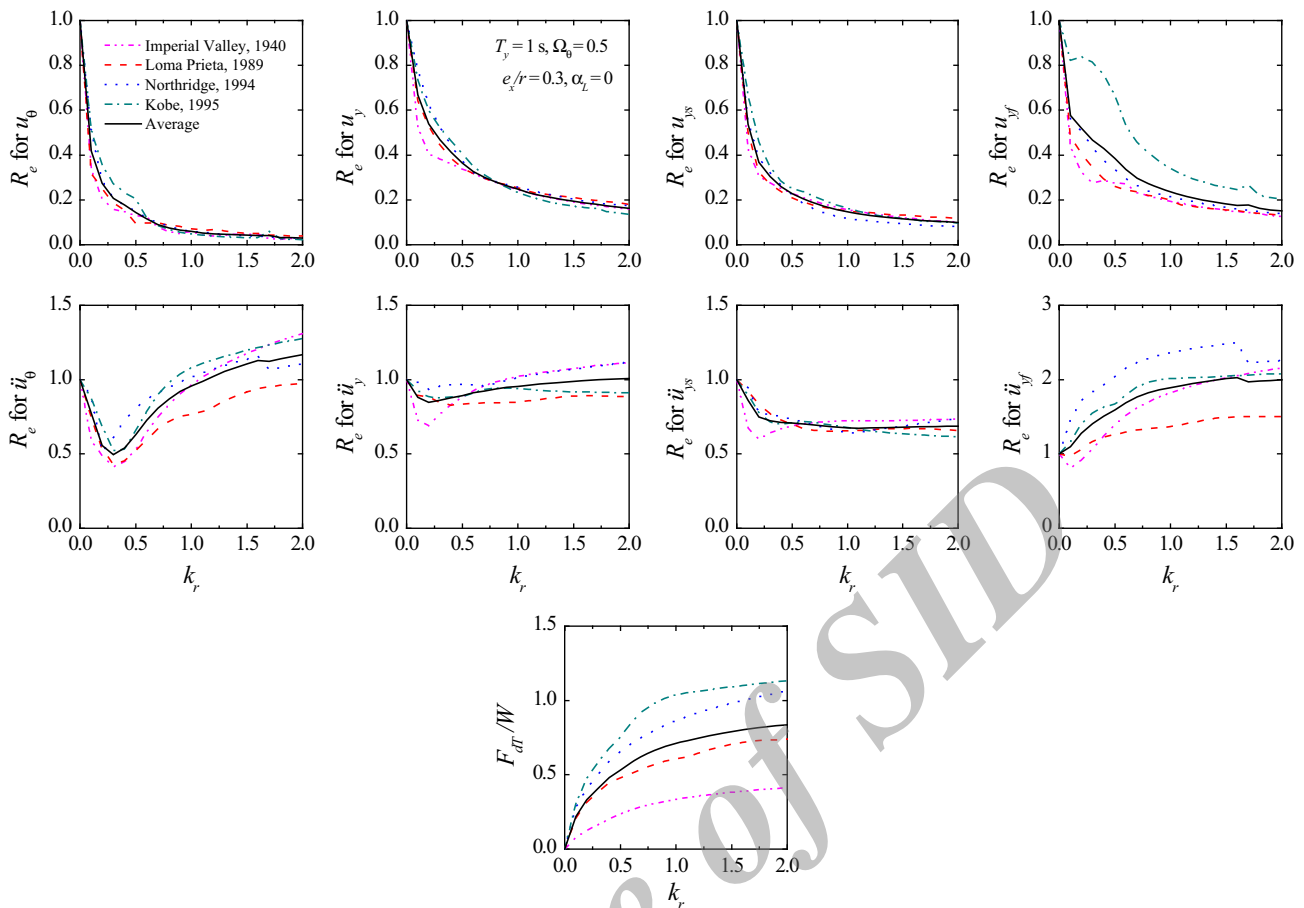 1.0 1.0 1.0 1.0
Imperial Valley, 1940
Loma Prieta, 1989
Northridge, 1994
Kobe, 1995
Average
T_y = 1 s, Ω_θ = 0.5
e_x/r = 0.3, α_L = 0
0.8 0.8 0.8 0.8
0.6 0.6 0.6 0.6
0.4 0.4 0.4 0.4
0.2 0.2 0.2 0.2
0.0 0.0 0.0 0.0
R_e for u_θ
R_e for u_y
R_e for u_ys
R_e for u_yf
0.0 0.5 1.0 1.5 2.0 0.0 0.5 1.0 1.5 2.0 0.0 0.5 1.0 1.5 2.0 0.0 0.5 1.0 1.5 2.0
1.5 1.5 1.5 3
1.0 1.0 1.0 2
0.5 0.5 0.5 1
0.0 0.0 0.0 0
R_e for ü_θ
R_e for ü_y
R_e for ü_ys
R_e for ü_yf
0.0 0.5 1.0 1.5 2.0 0.0 0.5 1.0 1.5 2.0 0.0 0.5 1.0 1.5 2.0 0.0 0.5 1.0 1.5 2.0
k_r k_r k_r k_r
1.5
1.0
0.5
0.0
F_dT/W
0.0 0.5 1.0 1.5 2.0
k_r
of SID